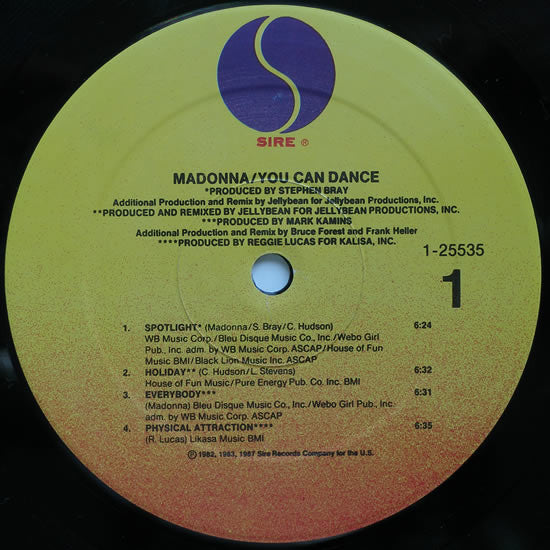 SIRE ®
MADONNA/YOU CAN DANCE
*PRODUCED BY STEPHEN BRAY
Additional Production and Remix by Jellybean for Jellybean Productions, Inc.
**PRODUCED AND REMIXED BY JELLYBEAN FOR JELLYBEAN PRODUCTIONS, INC.
***PRODUCED BY MARK KAMINS
Additional Production and Remix by Bruce Forest and Frank Heller
****PRODUCED BY REGGIE LUCAS FOR KALISA, INC.
1-25535
1
1. SPOTLIGHT* (Madonna/S. Bray/C. Hudson) 6:24
WB Music Corp./Bleu Disque Music Co., Inc./Webo Girl
Pub., Inc. adm. by WB Music Corp. ASCAP/House of Fun
Music BMI/Black Lion Music Inc. ASCAP
2. HOLIDAY** (C. Hudson/L. Stevens) 6:32
House of Fun Music/Pure Energy Pub. Co. Inc. BMI
3. EVERYBODY*** 6:31
(Madonna) Bleu Disque Music Co., Inc./Webo Girl Pub., Inc.
adm. by WB Music Corp. ASCAP
4. PHYSICAL ATTRACTION**** 6:35
(R. Lucas) Likasa Music BMI
℗ 1982, 1983, 1987 Sire Records Company for the U.S.